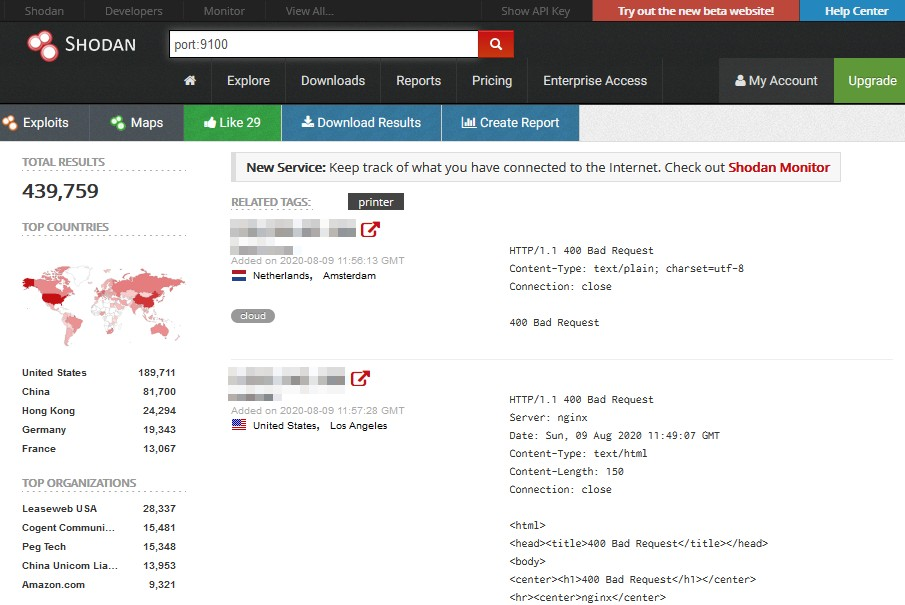 Shodan Developers Monitor View All... Show API Key Try out the new beta website! Help Center
SHODAN port:9100
Explore Downloads Reports Pricing Enterprise Access My Account Upgrade
Exploits Maps Like 29 Download Results Create Report
TOTAL RESULTS
439,759
TOP COUNTRIES
United States 189,711
China 81,700
Hong Kong 24,294
Germany 19,343
France 13,067
TOP ORGANIZATIONS
Leaseweb USA 28,337
Cogent Communi... 15,481
Peg Tech 15,348
China Unicom Lia... 13,953
Amazon.com 9,321
New Service: Keep track of what you have connected to the Internet. Check out Shodan Monitor
RELATED TAGS: printer
Added on 2020-08-09 11:56:13 GMT
Netherlands, Amsterdam
cloud
HTTP/1.1 400 Bad Request
Content-Type: text/plain; charset=utf-8
Connection: close
400 Bad Request
Added on 2020-08-09 11:57:28 GMT
United States, Los Angeles
HTTP/1.1 400 Bad Request
Server: nginx
Date: Sun, 09 Aug 2020 11:49:07 GMT
Content-Type: text/html
Content-Length: 150
Connection: close
<html>
<head><title>400 Bad Request</title></head>
<body>
<center><h1>400 Bad Request</h1></center>
<hr><center>nginx</center>